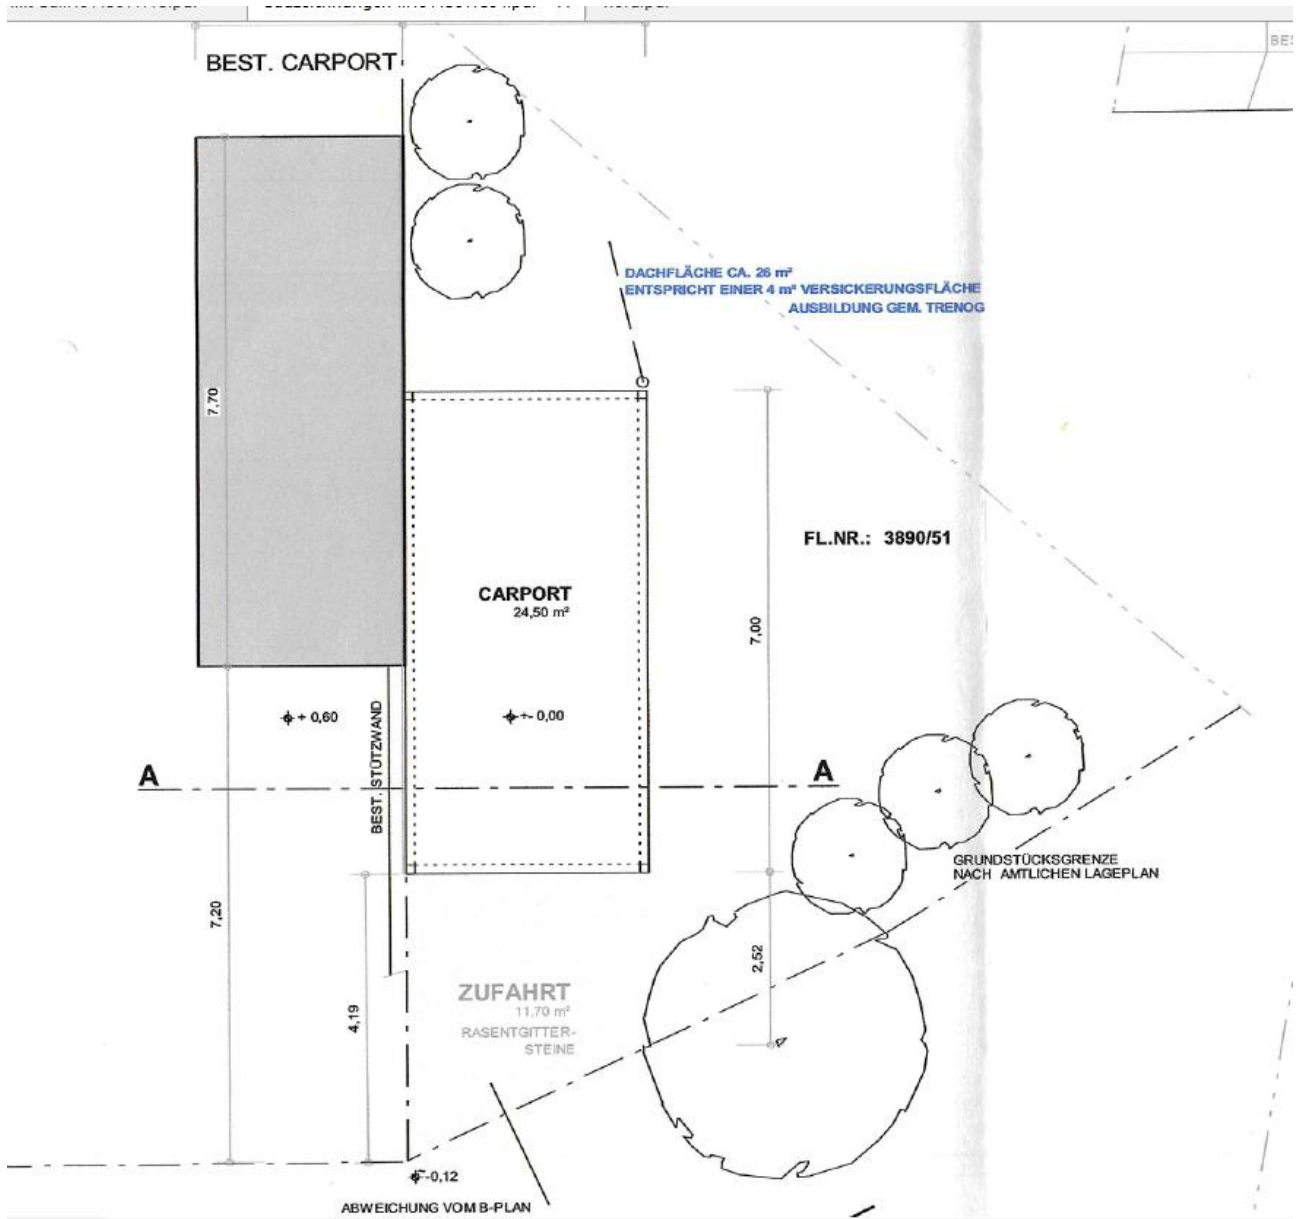 BEST. CARPORT
BES
DACHFLÄCHE CA. 26 m²
ENTSPRICHT EINER 4 m² VERSICKERUNGSFLÄCHE
AUSBILDUNG GEM. TRENOG
7,70
FL.NR.: 3890/51
CARPORT
24,50 m²
7,00
+ 0,60
+- 0,00
BEST. STÜTZWAND
A
A
GRUNDSTÜCKSGRENZE
NACH AMTLICHEN LAGEPLAN
7,20
2,52
ZUFAHRT
11,70 m²
RASENTGITTER-
STEINE
4,19
-0,12
ABWEICHUNG VOM B-PLAN